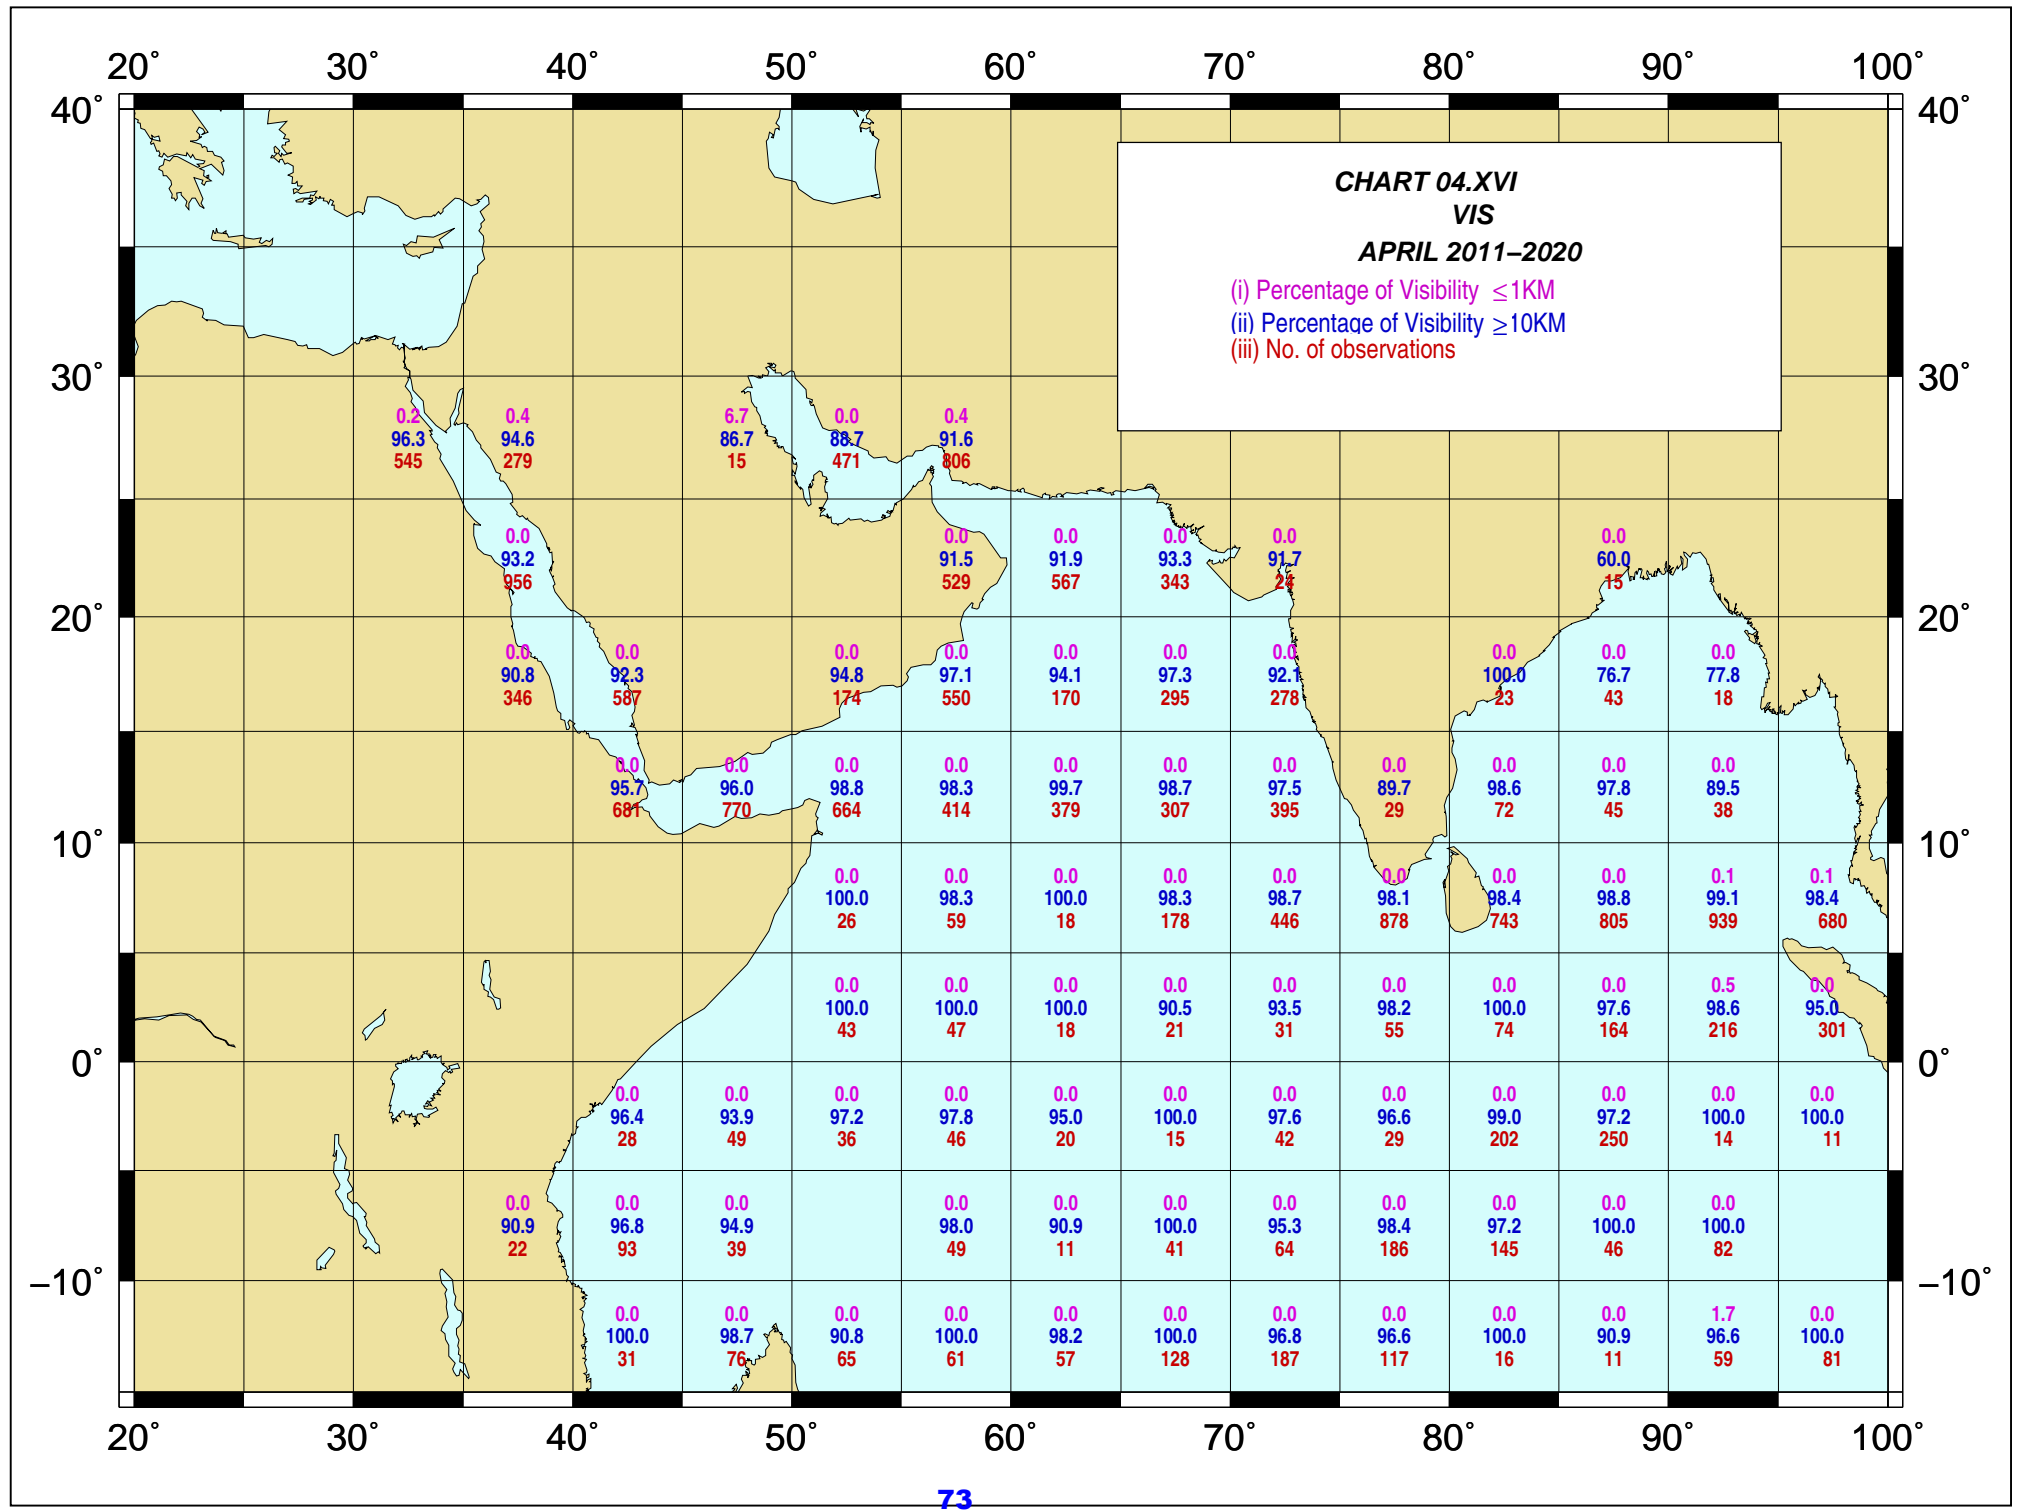 20° 30° 40° 50° 60° 70° 80° 90° 100°
40° 40°
CHART 04.XVI
VIS
APRIL 2011–2020
(i) Percentage of Visibility ≤1KM
(ii) Percentage of Visibility ≥10KM
(iii) No. of observations
30° 30°
0.2 0.4 6.7 0.0 0.4
96.3 94.6 86.7 88.7 91.6
545 279 15 471 806
0.0 0.0 0.0 0.0 0.0 0.0
93.2 91.5 91.9 93.3 91.7 60.0
956 529 567 343 24 15
20° 20°
0.0 0.0 0.0 0.0 0.0 0.0 0.0 0.0 0.0 0.0
90.8 92.3 94.8 97.1 94.1 97.3 92.1 100.0 76.7 77.8
346 587 174 550 170 295 278 23 43 18
0.0 0.0 0.0 0.0 0.0 0.0 0.0 0.0 0.0 0.0 0.0
95.7 96.0 98.8 98.3 99.7 98.7 97.5 89.7 98.6 97.8 89.5
681 770 664 414 379 307 395 29 72 45 38
10° 10°
0.0 0.0 0.0 0.0 0.0 0.0 0.0 0.0 0.1 0.1
100.0 98.3 100.0 98.3 98.7 98.1 98.4 98.8 99.1 98.4
26 59 18 178 446 878 743 805 939 680
0.0 0.0 0.0 0.0 0.0 0.0 0.0 0.0 0.5 0.0
100.0 100.0 100.0 90.5 93.5 98.2 100.0 97.6 98.6 95.0
43 47 18 21 31 55 74 164 216 301
0° 0°
0.0 0.0 0.0 0.0 0.0 0.0 0.0 0.0 0.0 0.0 0.0 0.0
96.4 93.9 97.2 97.8 95.0 100.0 97.6 96.6 99.0 97.2 100.0 100.0
28 49 36 46 20 15 42 29 202 250 14 11
0.0 0.0 0.0 0.0 0.0 0.0 0.0 0.0 0.0 0.0 0.0
90.9 96.8 94.9 98.0 90.9 100.0 95.3 98.4 97.2 100.0 100.0
22 93 39 49 11 41 64 186 145 46 82
–10° –10°
0.0 0.0 0.0 0.0 0.0 0.0 0.0 0.0 0.0 0.0 1.7 0.0
100.0 98.7 90.8 100.0 98.2 100.0 96.8 96.6 100.0 90.9 96.6 100.0
31 76 65 61 57 128 187 117 16 11 59 81
20° 30° 40° 50° 60° 70° 80° 90° 100°
73